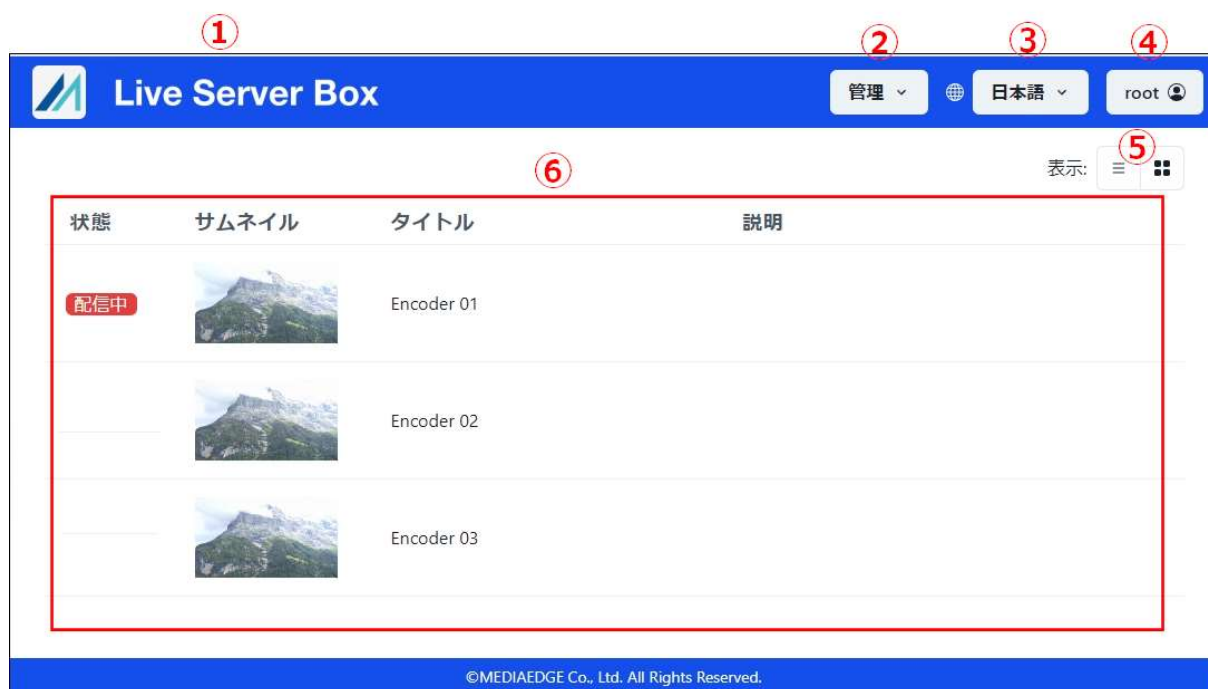 ①
② ③ ④
Live Server Box 管理 日本語 root
⑤
表示:
⑥
状態 サムネイル タイトル 説明
配信中 Encoder 01
Encoder 02
Encoder 03
©MEDIAEDGE Co., Ltd. All Rights Reserved.